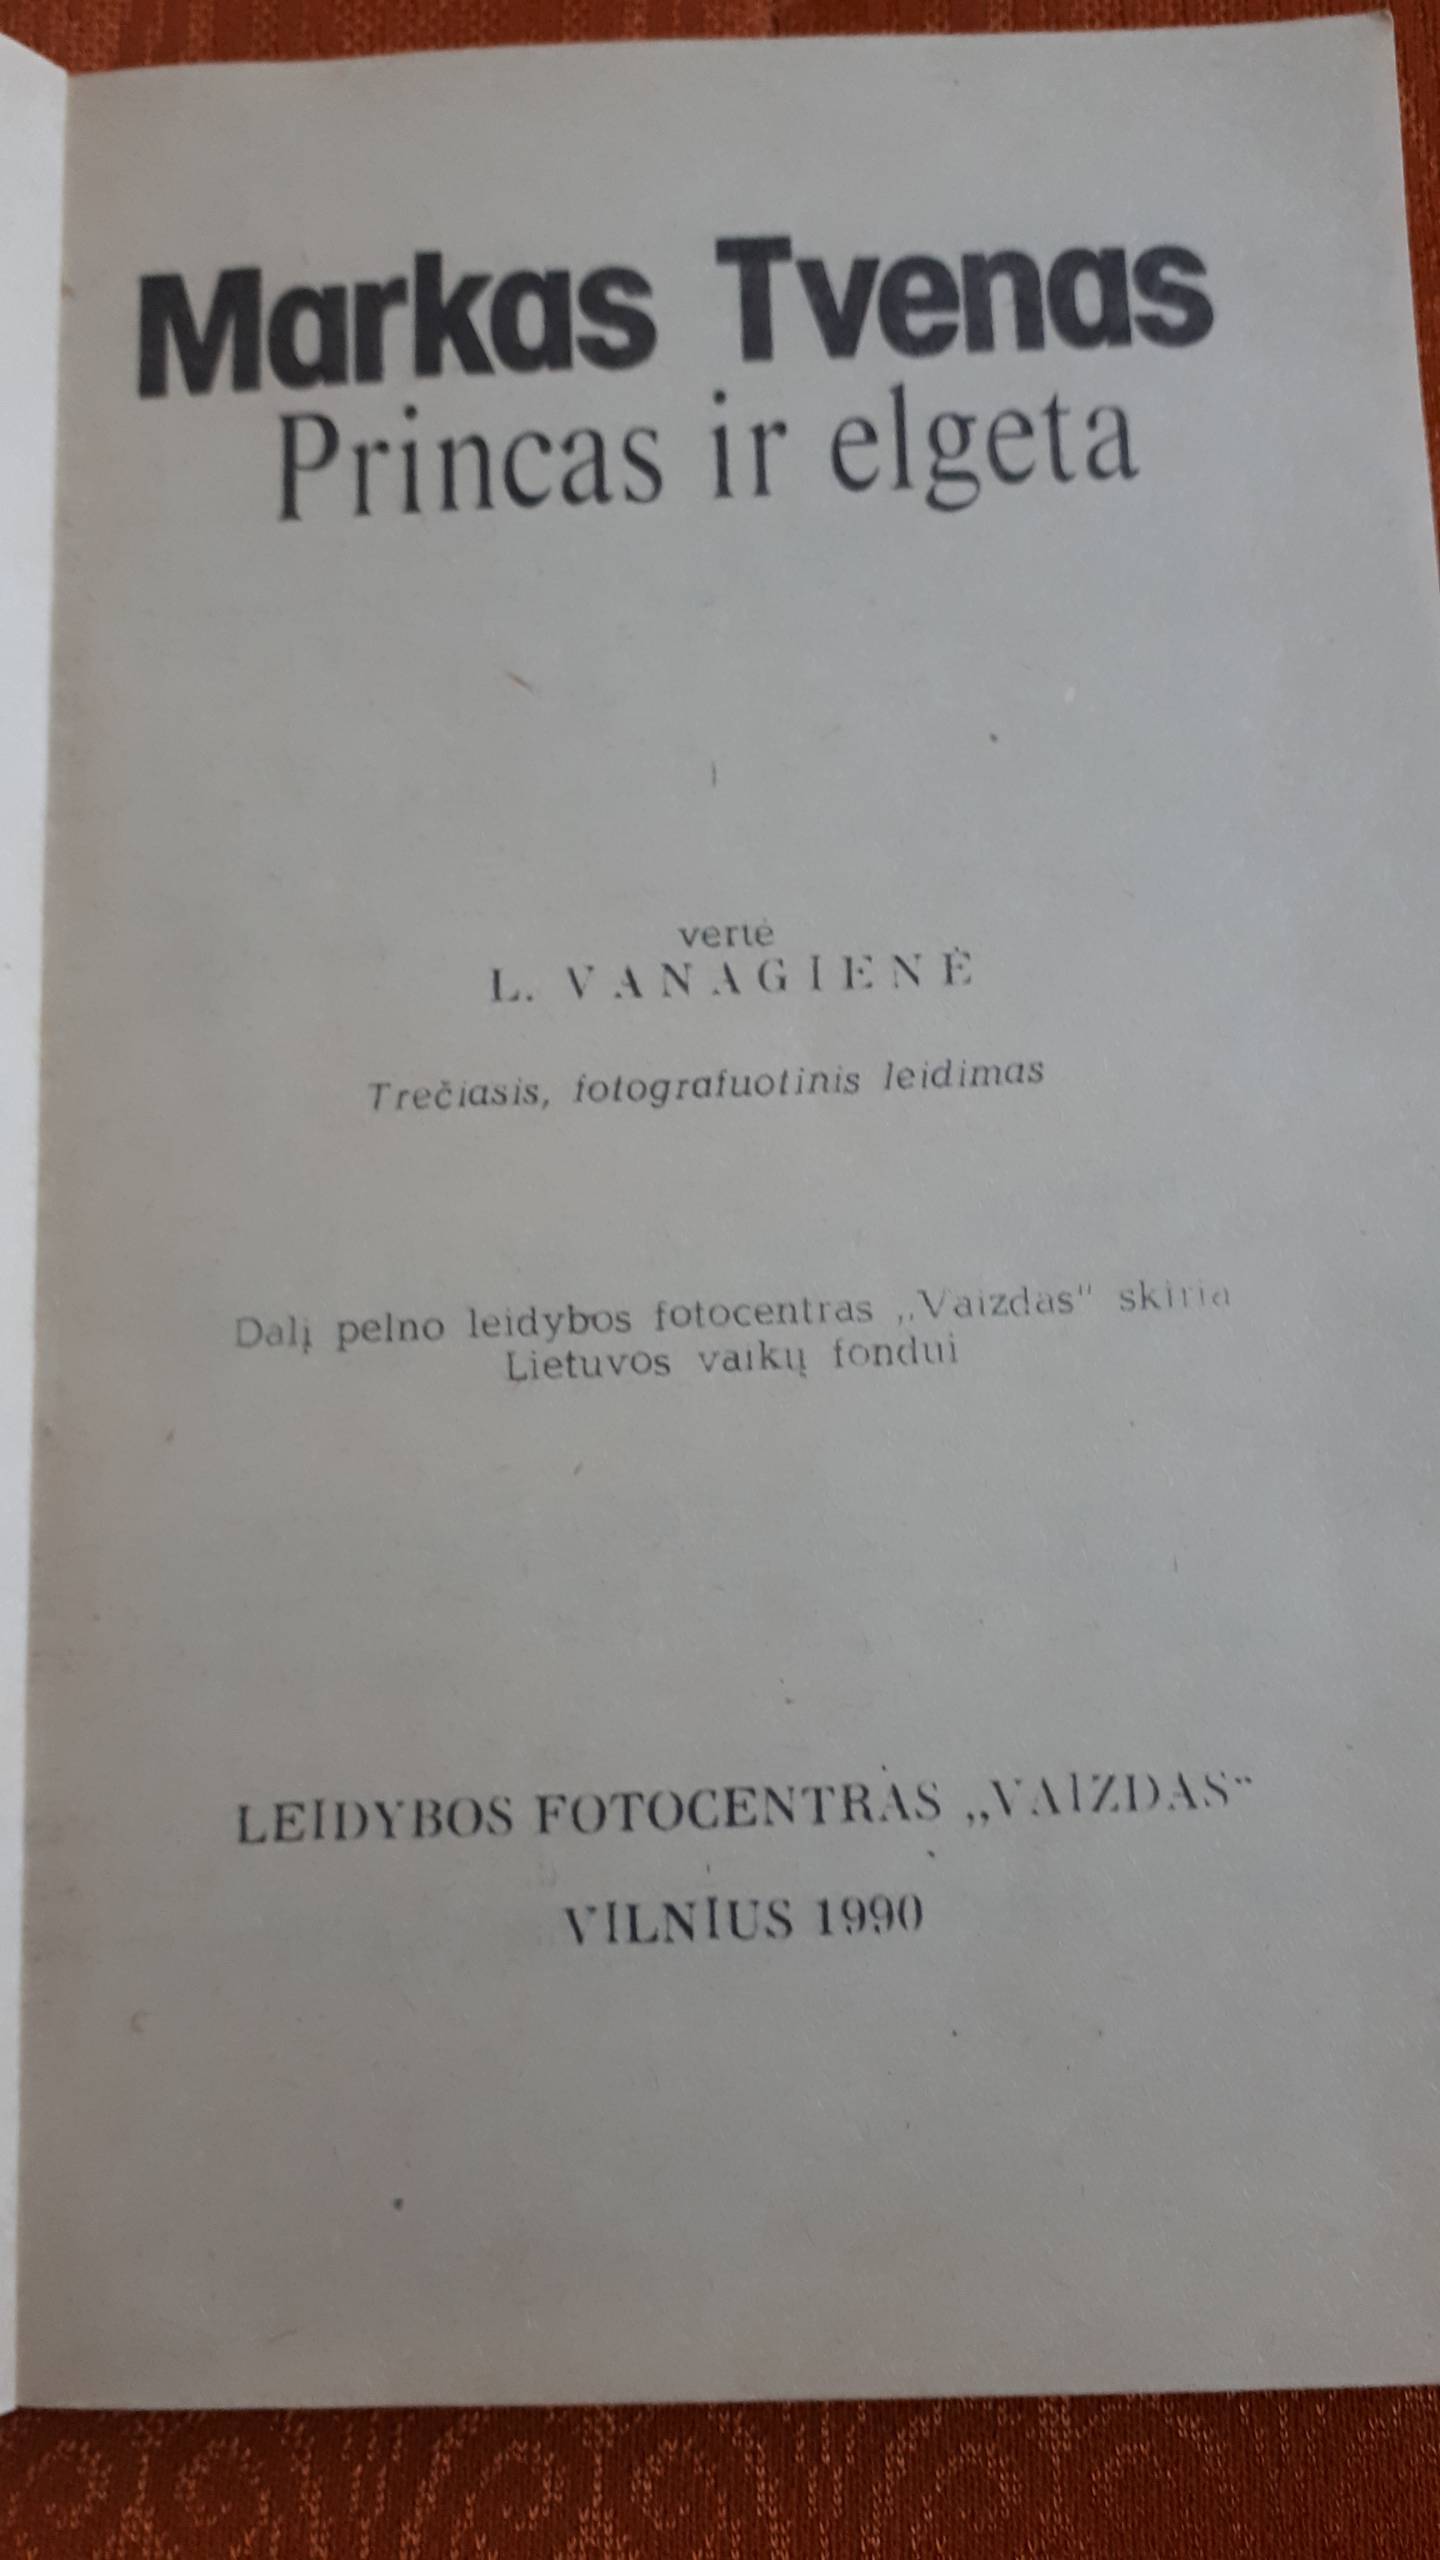 Markas Tvenas
Princas ir elgeta
vertė
L. VANAGIENĖ
Trečiasis, fotografuotinis leidimas
Dalį pelno leidybos fotocentras „Vaizdas" skiria
Lietuvos vaikų fondui
LEIDYBOS FOTOCENTRAS „VAIZDAS"
VILNIUS 1990